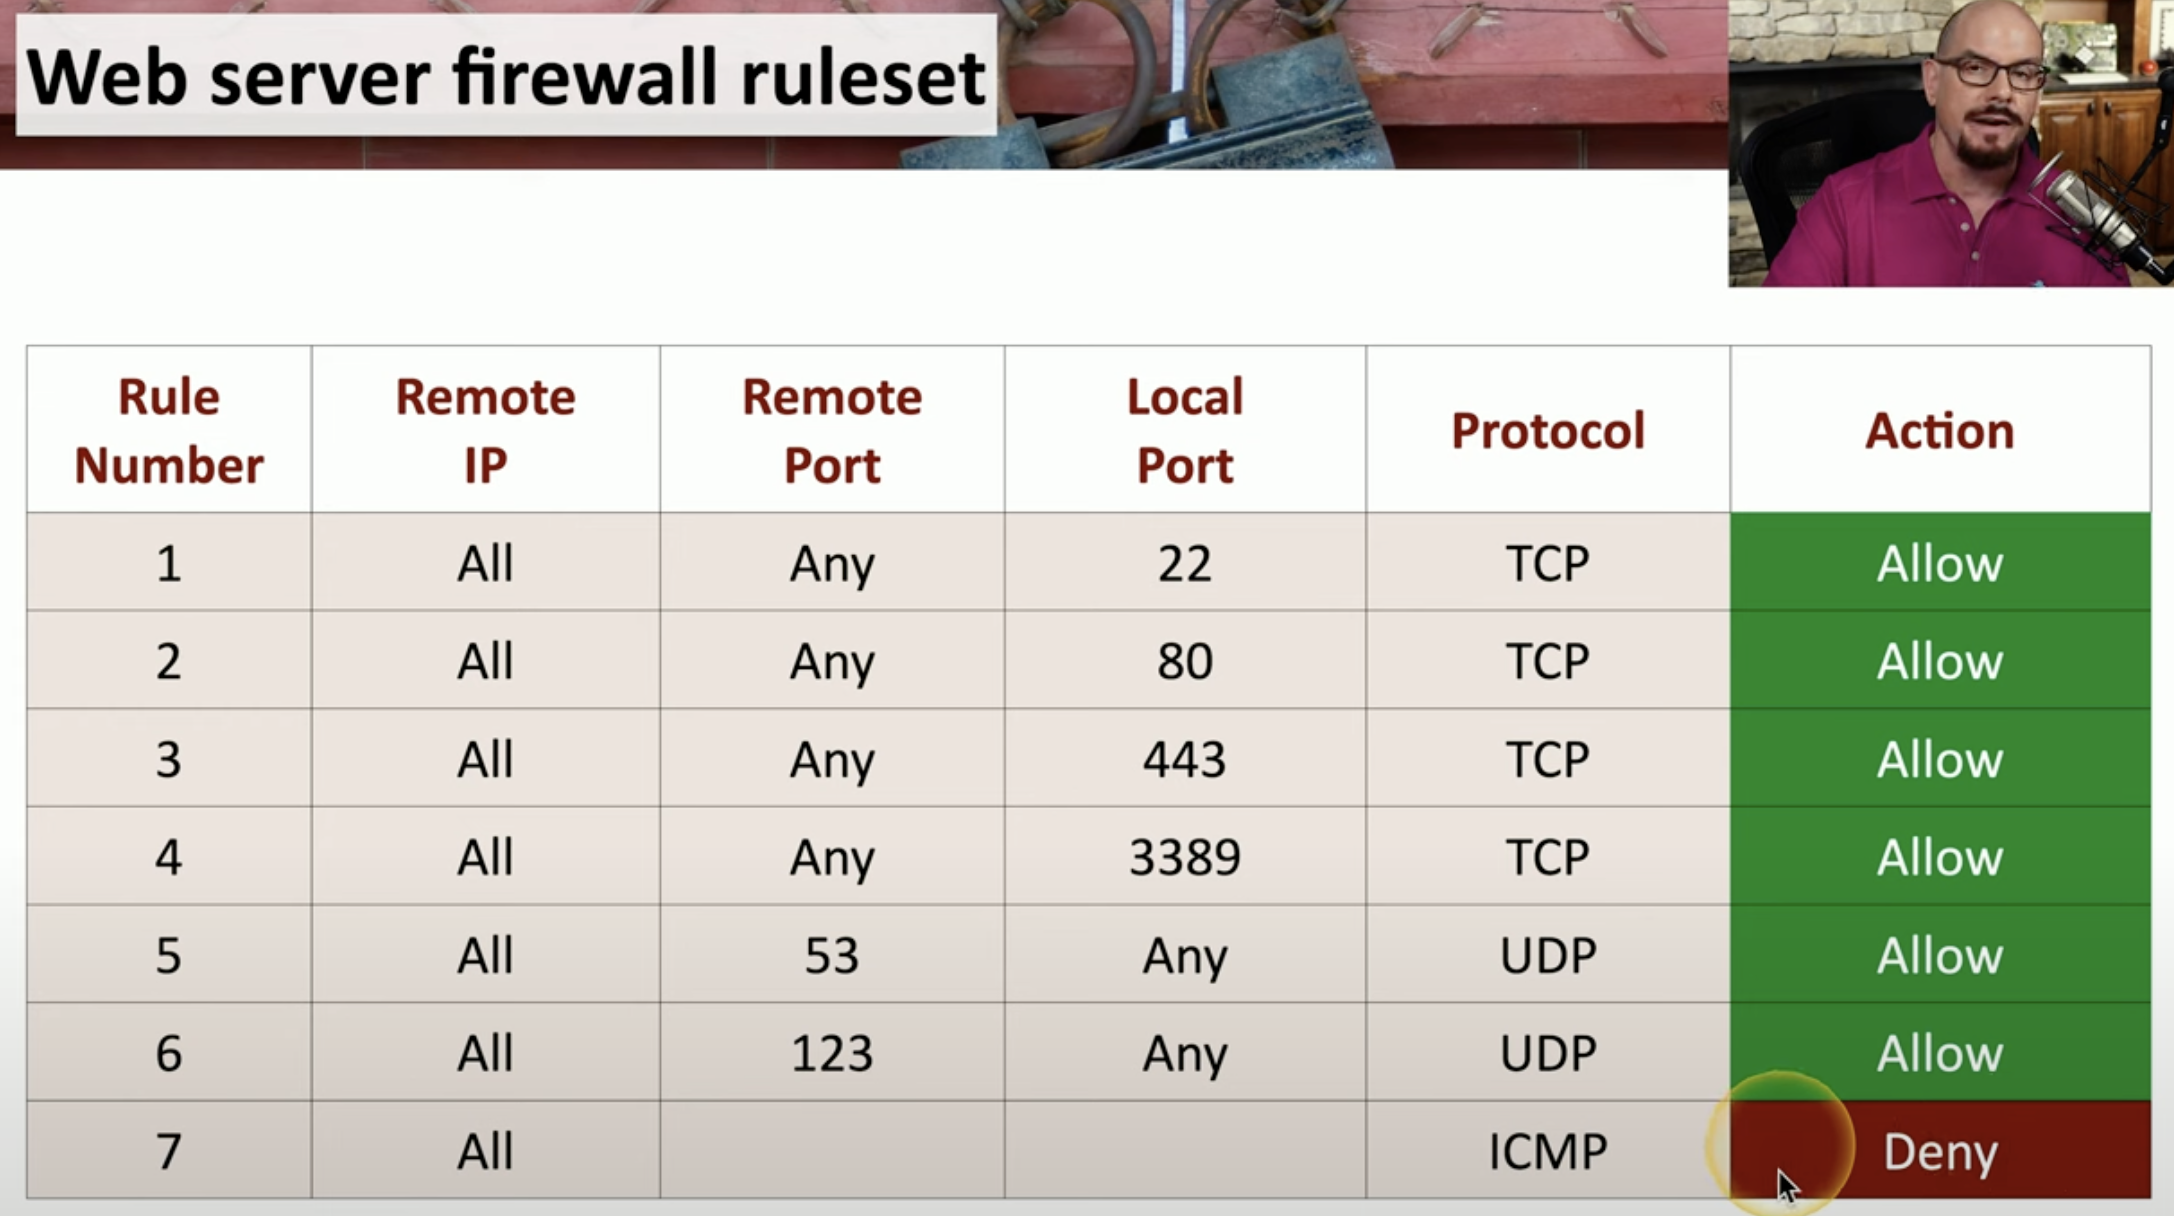 Web server firewall ruleset
Rule Number Remote IP Remote Port Local Port Protocol Action
1 All Any 22 TCP Allow
2 All Any 80 TCP Allow
3 All Any 443 TCP Allow
4 All Any 3389 TCP Allow
5 All 53 Any UDP Allow
6 All 123 Any UDP Allow
7 All ICMP Deny